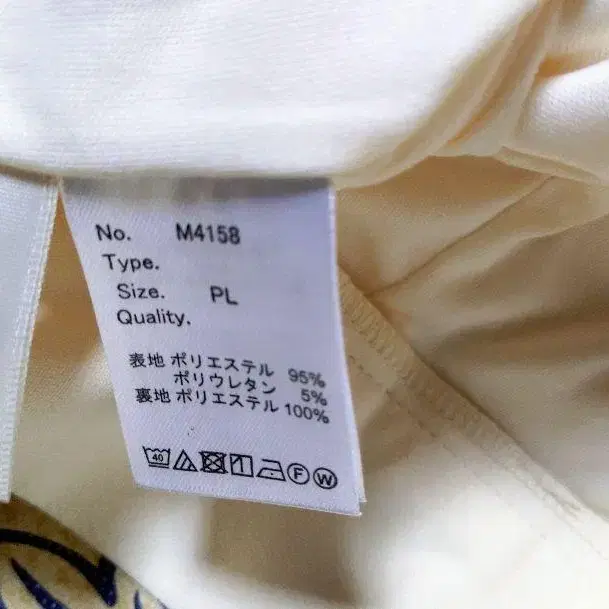 No. M4158
Type.
Size. PL
Quality.
表地 ポリエステル 95%
ポリウレタン 5%
裏地 ポリエステル 100%
40 F W